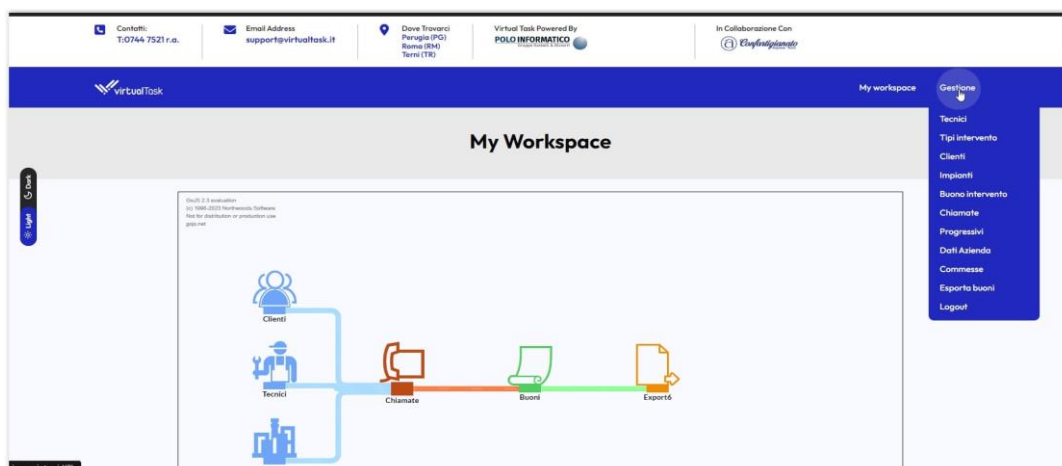 Contatti:
T:0744 7521 r.a.
Email Address
support@virtualtask.it
Dove Trovarci
Perugia (PG)
Roma (RM)
Terni (TR)
Virtual Task Powered By
POLO INFORMATICO
In Collaborazione Con
Confartigianato
virtualTask
My workspace
Gestione
Tecnici
Tipi intervento
Clienti
Impianti
Buono intervento
Chiamate
Progressivi
Dati Azienda
Commesse
Esporta buoni
Logout
My Workspace
Dark
Light
GoJS 2.3 evaluation
(c) 1998-2023 Northwoods Software
Not for distribution or production use
gojs.net
Clienti
Tecnici
Chiamate
Buoni
Export6